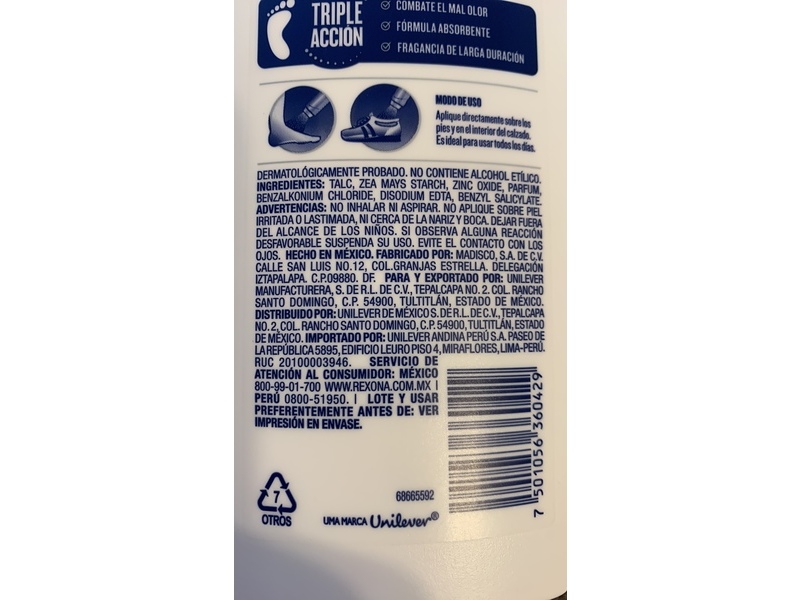 TRIPLE
ACCIÓN
COMBATE EL MAL OLOR
FÓRMULA ABSORBENTE
FRAGANCIA DE LARGA DURACIÓN
MODO DE USO
Aplique directamente sobre los
pies y en el interior del calzado.
Es ideal para usar todos los días.
DERMATOLÓGICAMENTE PROBADO. NO CONTIENE ALCOHOL ETÍLICO.
INGREDIENTES: TALC, ZEA MAYS STARCH, ZINC OXIDE, PARFUM,
BENZALKONIUM CHLORIDE, DISODIUM EDTA, BENZYL SALICYLATE.
ADVERTENCIAS: NO INHALAR NI ASPIRAR. NO APLIQUE SOBRE PIEL
IRRITADA O LASTIMADA, NI CERCA DE LA NARIZ Y BOCA. DEJAR FUERA
DEL ALCANCE DE LOS NIÑOS. SI OBSERVA ALGUNA REACCIÓN
DESFAVORABLE SUSPENDA SU USO. EVITE EL CONTACTO CON LOS
OJOS. HECHO EN MÉXICO. FABRICADO POR: MADISCO, S.A. DE C.V.
CALLE SAN LUIS NO.12, COL.GRANJAS ESTRELLA. DELEGACIÓN
IZTAPALAPA. C.P.09880. DF. PARA Y EXPORTADO POR: UNILEVER
MANUFACTURERA, S. DE R.L. DE C.V., TEPALCAPA NO. 2. COL. RANCHO
SANTO DOMINGO, C.P. 54900, TULTITLÁN, ESTADO DE MÉXICO.
DISTRIBUIDO POR: UNILEVER DE MÉXICO S. DE R.L. DE C.V., TEPALCAPA
NO. 2, COL. RANCHO SANTO DOMINGO, C.P. 54900, TULTITLÁN, ESTADO
DE MÉXICO. IMPORTADO POR: UNILEVER ANDINA PERÚ S.A. PASEO DE
LA REPÚBLICA 5895, EDIFICIO LEURO PISO 4, MIRAFLORES, LIMA-PERÚ.
RUC 20100003946. SERVICIO DE
ATENCIÓN AL CONSUMIDOR: MÉXICO
800-99-01-700 WWW.REXONA.COM.MX |
PERÚ 0800-51950. | LOTE Y USAR
PREFERENTEMENTE ANTES DE: VER
IMPRESIÓN EN ENVASE.
7 501056 360429
7
OTROS
68665592
UMA MARCA Unilever®